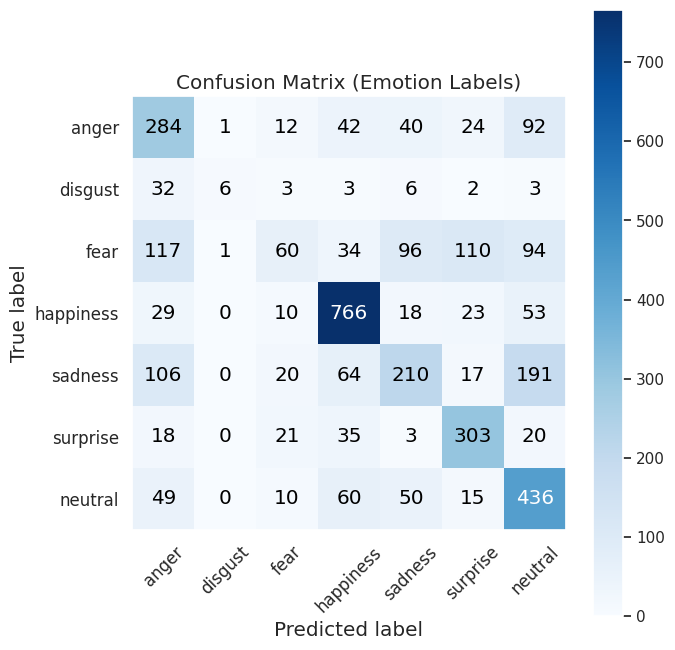 Confusion Matrix (Emotion Labels)
True label
anger 284 1 12 42 40 24 92
disgust 32 6 3 3 6 2 3
fear 117 1 60 34 96 110 94
happiness 29 0 10 766 18 23 53
sadness 106 0 20 64 210 17 191
surprise 18 0 21 35 3 303 20
neutral 49 0 10 60 50 15 436
anger disgust fear happiness sadness surprise neutral
Predicted label
700
600
500
400
300
200
100
0